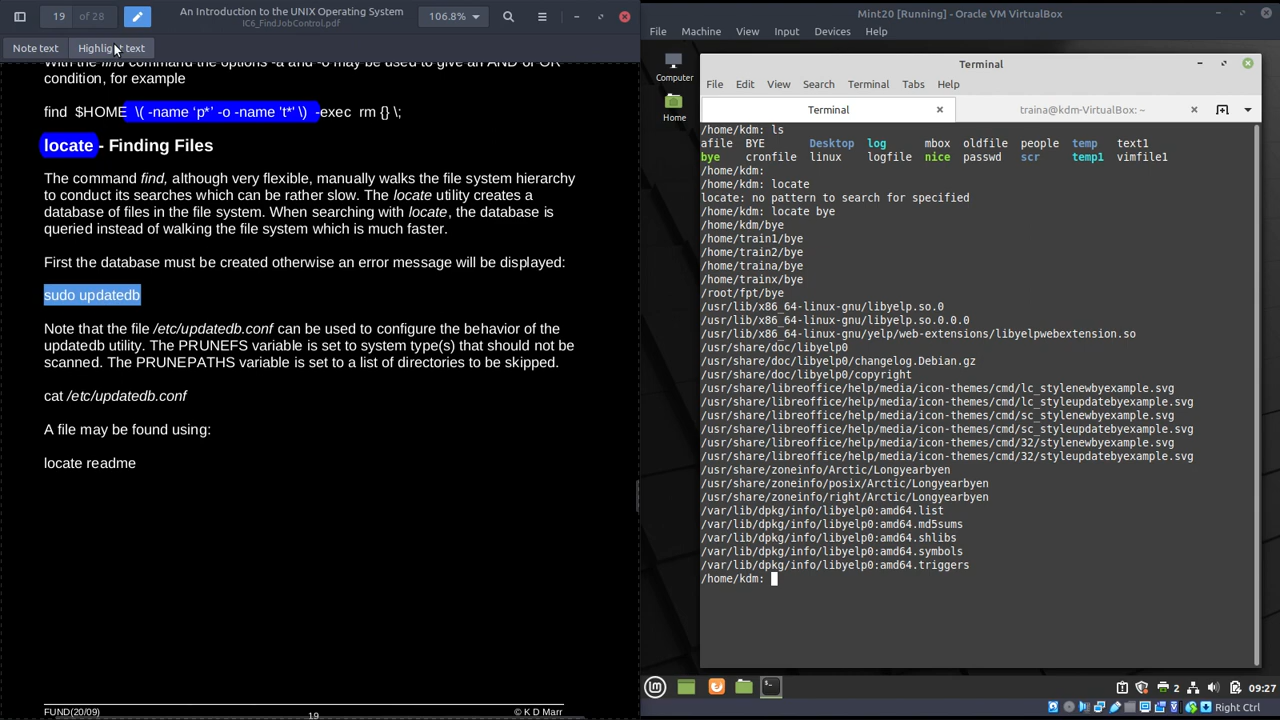 19 of 28
An Introduction to the UNIX Operating System
IC6_FindJobControl.pdf
106.8%
Note text
Highlight text
With the find command the options -a and -o may be used to give an AND or OR
condition, for example
find $HOME \( -name 'p*' -o -name 't*' \) -exec rm {} \;
locate - Finding Files
The command find, although very flexible, manually walks the file system hierarchy
to conduct its searches which can be rather slow. The locate utility creates a
database of files in the file system. When searching with locate, the database is
queried instead of walking the file system which is much faster.
First the database must be created otherwise an error message will be displayed:
sudo updatedb
Note that the file /etc/updatedb.conf can be used to configure the behavior of the
updatedb utility. The PRUNEFS variable is set to system type(s) that should not be
scanned. The PRUNEPATHS variable is set to a list of directories to be skipped.
cat /etc/updatedb.conf
A file may be found using:
locate readme
FUND(20/09)
19
© K D Marr
Mint20 [Running] - Oracle VM VirtualBox
File Machine View Input Devices Help
Computer
Home
Terminal
File Edit View Search Terminal Tabs Help
Terminal
traina@kdm-VirtualBox: ~
/home/kdm: ls
afile BYE Desktop log mbox oldfile people temp text1
bye cronfile linux logfile nice passwd scr temp1 vimfile1
/home/kdm:
/home/kdm: locate
locate: no pattern to search for specified
/home/kdm: locate bye
/home/kdm/bye
/home/train1/bye
/home/train2/bye
/home/traina/bye
/home/trainx/bye
/root/fpt/bye
/usr/lib/x86_64-linux-gnu/libyelp.so.0
/usr/lib/x86_64-linux-gnu/libyelp.so.0.0.0
/usr/lib/x86_64-linux-gnu/yelp/web-extensions/libyelpwebextension.so
/usr/share/doc/libyelp0
/usr/share/doc/libyelp0/changelog.Debian.gz
/usr/share/doc/libyelp0/copyright
/usr/share/libreoffice/help/media/icon-themes/cmd/lc_stylenewbyexample.svg
/usr/share/libreoffice/help/media/icon-themes/cmd/lc_styleupdatebyexample.svg
/usr/share/libreoffice/help/media/icon-themes/cmd/sc_stylenewbyexample.svg
/usr/share/libreoffice/help/media/icon-themes/cmd/sc_styleupdatebyexample.svg
/usr/share/libreoffice/help/media/icon-themes/cmd/32/stylenewbyexample.svg
/usr/share/libreoffice/help/media/icon-themes/cmd/32/styleupdatebyexample.svg
/usr/share/zoneinfo/Arctic/Longyearbyen
/usr/share/zoneinfo/posix/Arctic/Longyearbyen
/usr/share/zoneinfo/right/Arctic/Longyearbyen
/var/lib/dpkg/info/libyelp0:amd64.list
/var/lib/dpkg/info/libyelp0:amd64.md5sums
/var/lib/dpkg/info/libyelp0:amd64.shlibs
/var/lib/dpkg/info/libyelp0:amd64.symbols
/var/lib/dpkg/info/libyelp0:amd64.triggers
/home/kdm:
2
09:27
Right Ctrl